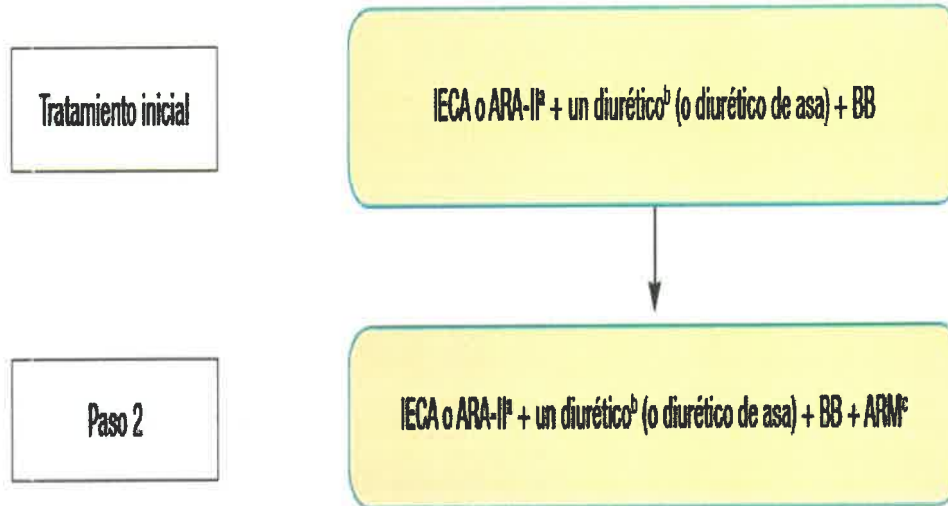 Tratamiento inicial
IECA o ARA-IIª + un diuréticoᵇ (o diurético de asa) + BB
Paso 2
IECA o ARA-IIª + un diuréticoᵇ (o diurético de asa) + BB + ARMᶜ